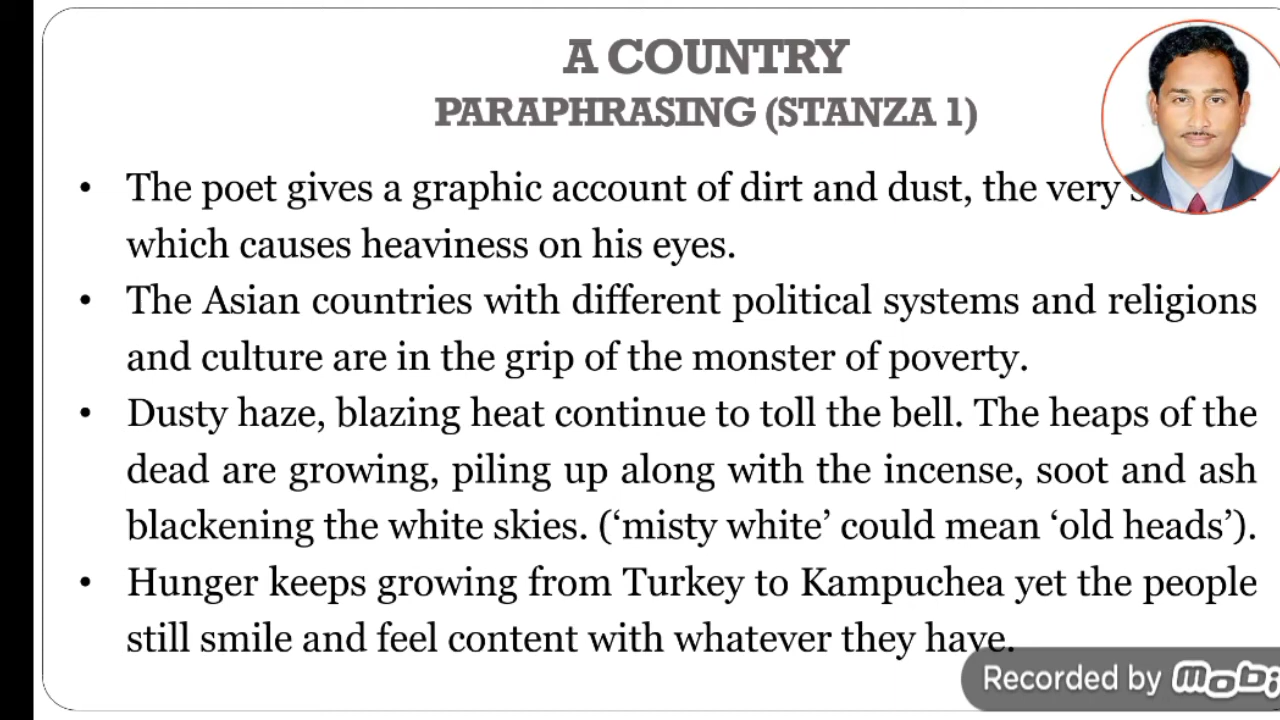 A COUNTRY
PARAPHRASING (STANZA 1)
• The poet gives a graphic account of dirt and dust, the very
which causes heaviness on his eyes.
• The Asian countries with different political systems and religions
and culture are in the grip of the monster of poverty.
• Dusty haze, blazing heat continue to toll the bell. The heaps of the
dead are growing, piling up along with the incense, soot and ash
blackening the white skies. (‘misty white’ could mean ‘old heads’).
• Hunger keeps growing from Turkey to Kampuchea yet the people
still smile and feel content with whatever they have.
Recorded by